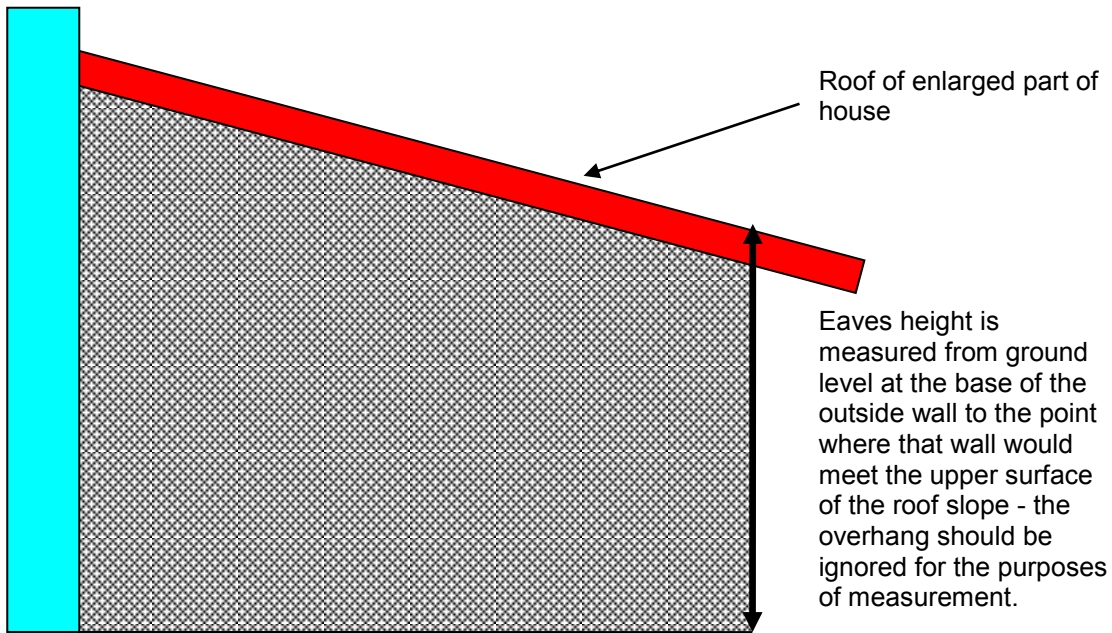 Roof of enlarged part of
house
Eaves height is
measured from ground
level at the base of the
outside wall to the point
where that wall would
meet the upper surface
of the roof slope - the
overhang should be
ignored for the purposes
of measurement.